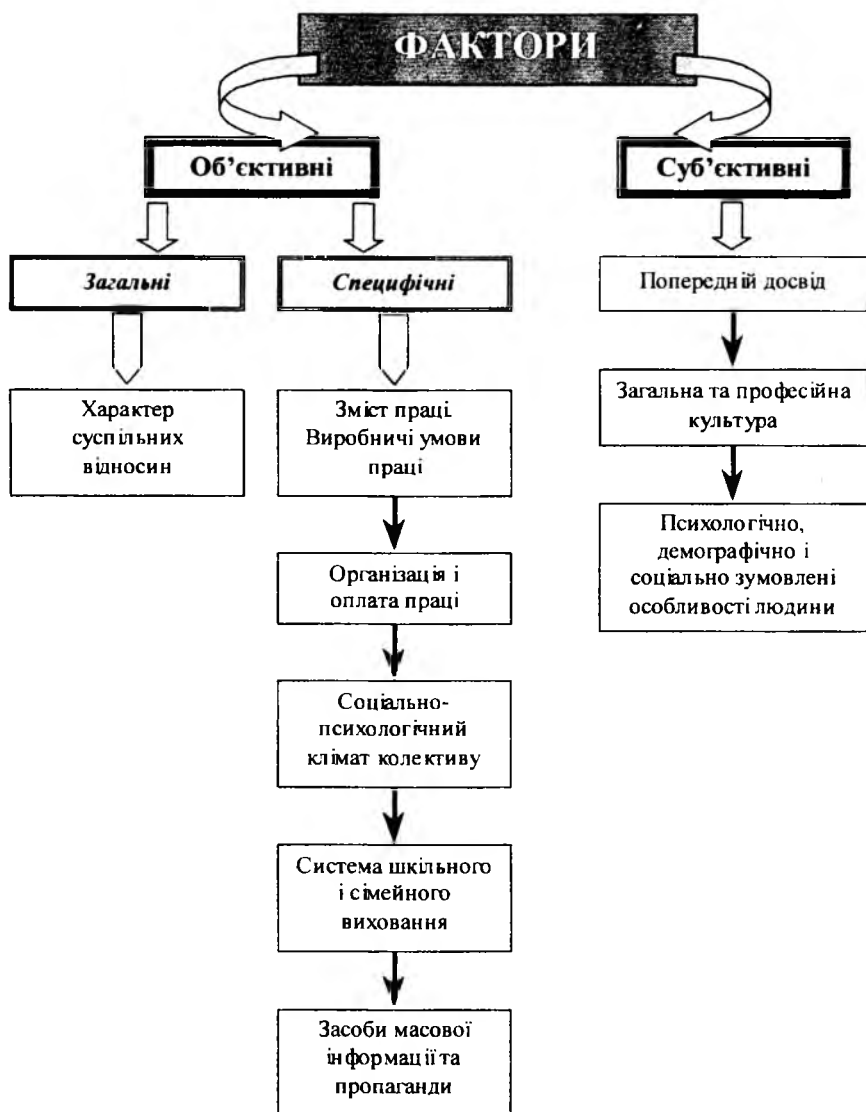 ФАКТОРИ
Об’єктивні
Суб’єктивні
Загальні
Специфічні
Попередній досвід
Характер
суспільних
відносин
Зміст праці.
Виробничі умови
праці
Загальна та професійна
культура
Організація і
оплата праці
Психологічно,
демографічно і
соціально зумовлені
особливості людини
Соціально-
психологічний
клімат колективу
Система шкільного
і сімейного
виховання
Засоби масової
інформації та
пропаганди